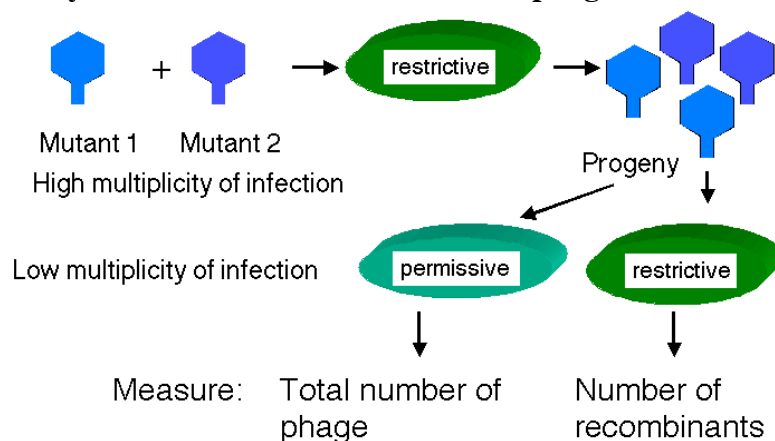 restrictive
+
Mutant 1 Mutant 2
Progeny
High multiplicity of infection
Low multiplicity of infection
permissive
restrictive
Measure: Total number of phage
Number of recombinants